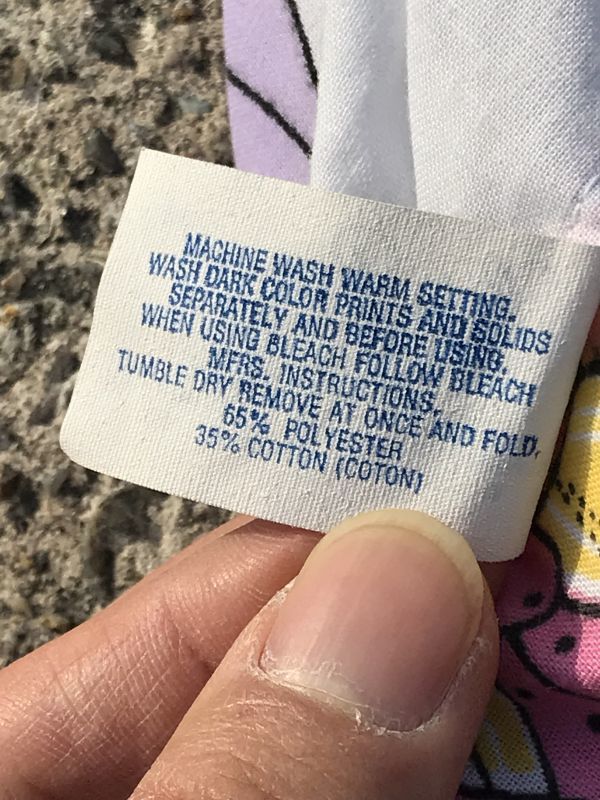 MACHINE WASH WARM SETTING.
WASH DARK COLOR PRINTS AND SOLIDS
SEPARATELY AND BEFORE USING.
WHEN USING BLEACH FOLLOW BLEACH
MFRS. INSTRUCTIONS.
TUMBLE DRY REMOVE AT ONCE AND FOLD.
65% POLYESTER
35% COTTON (COTON)